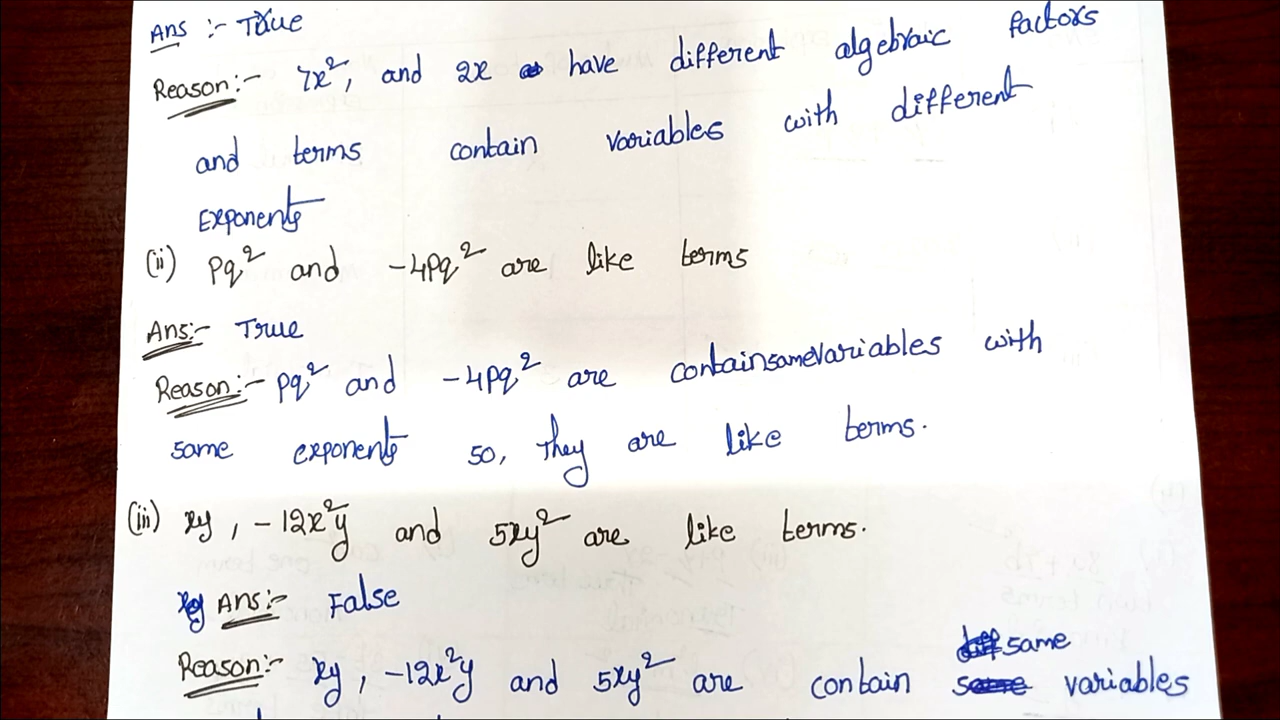 Ans :- True
Reason:- 7x², and 2x have different algebraic factors
and terms contain variables with different
Exponents
(ii) pq² and -4pq² are like terms
Ans:- True
Reason:- pq² and -4pq² are containsamevariables with
same exponents so, they are like terms.
(iii) xy, -12x²y and 5xy² are like terms.
xy Ans:- False
diff same
Reason:- xy, -12x²y and 5xy² are contain same variables